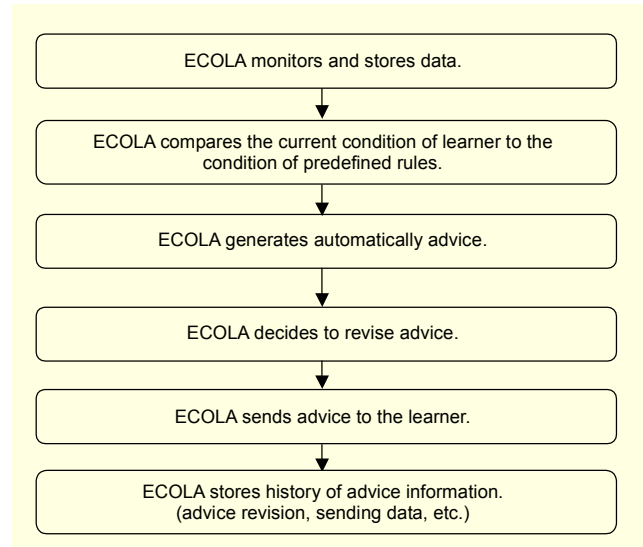 ECOLA monitors and stores data.
ECOLA compares the current condition of learner to the
condition of predefined rules.
ECOLA generates automatically advice.
ECOLA decides to revise advice.
ECOLA sends advice to the learner.
ECOLA stores history of advice information.
(advice revision, sending data, etc.)